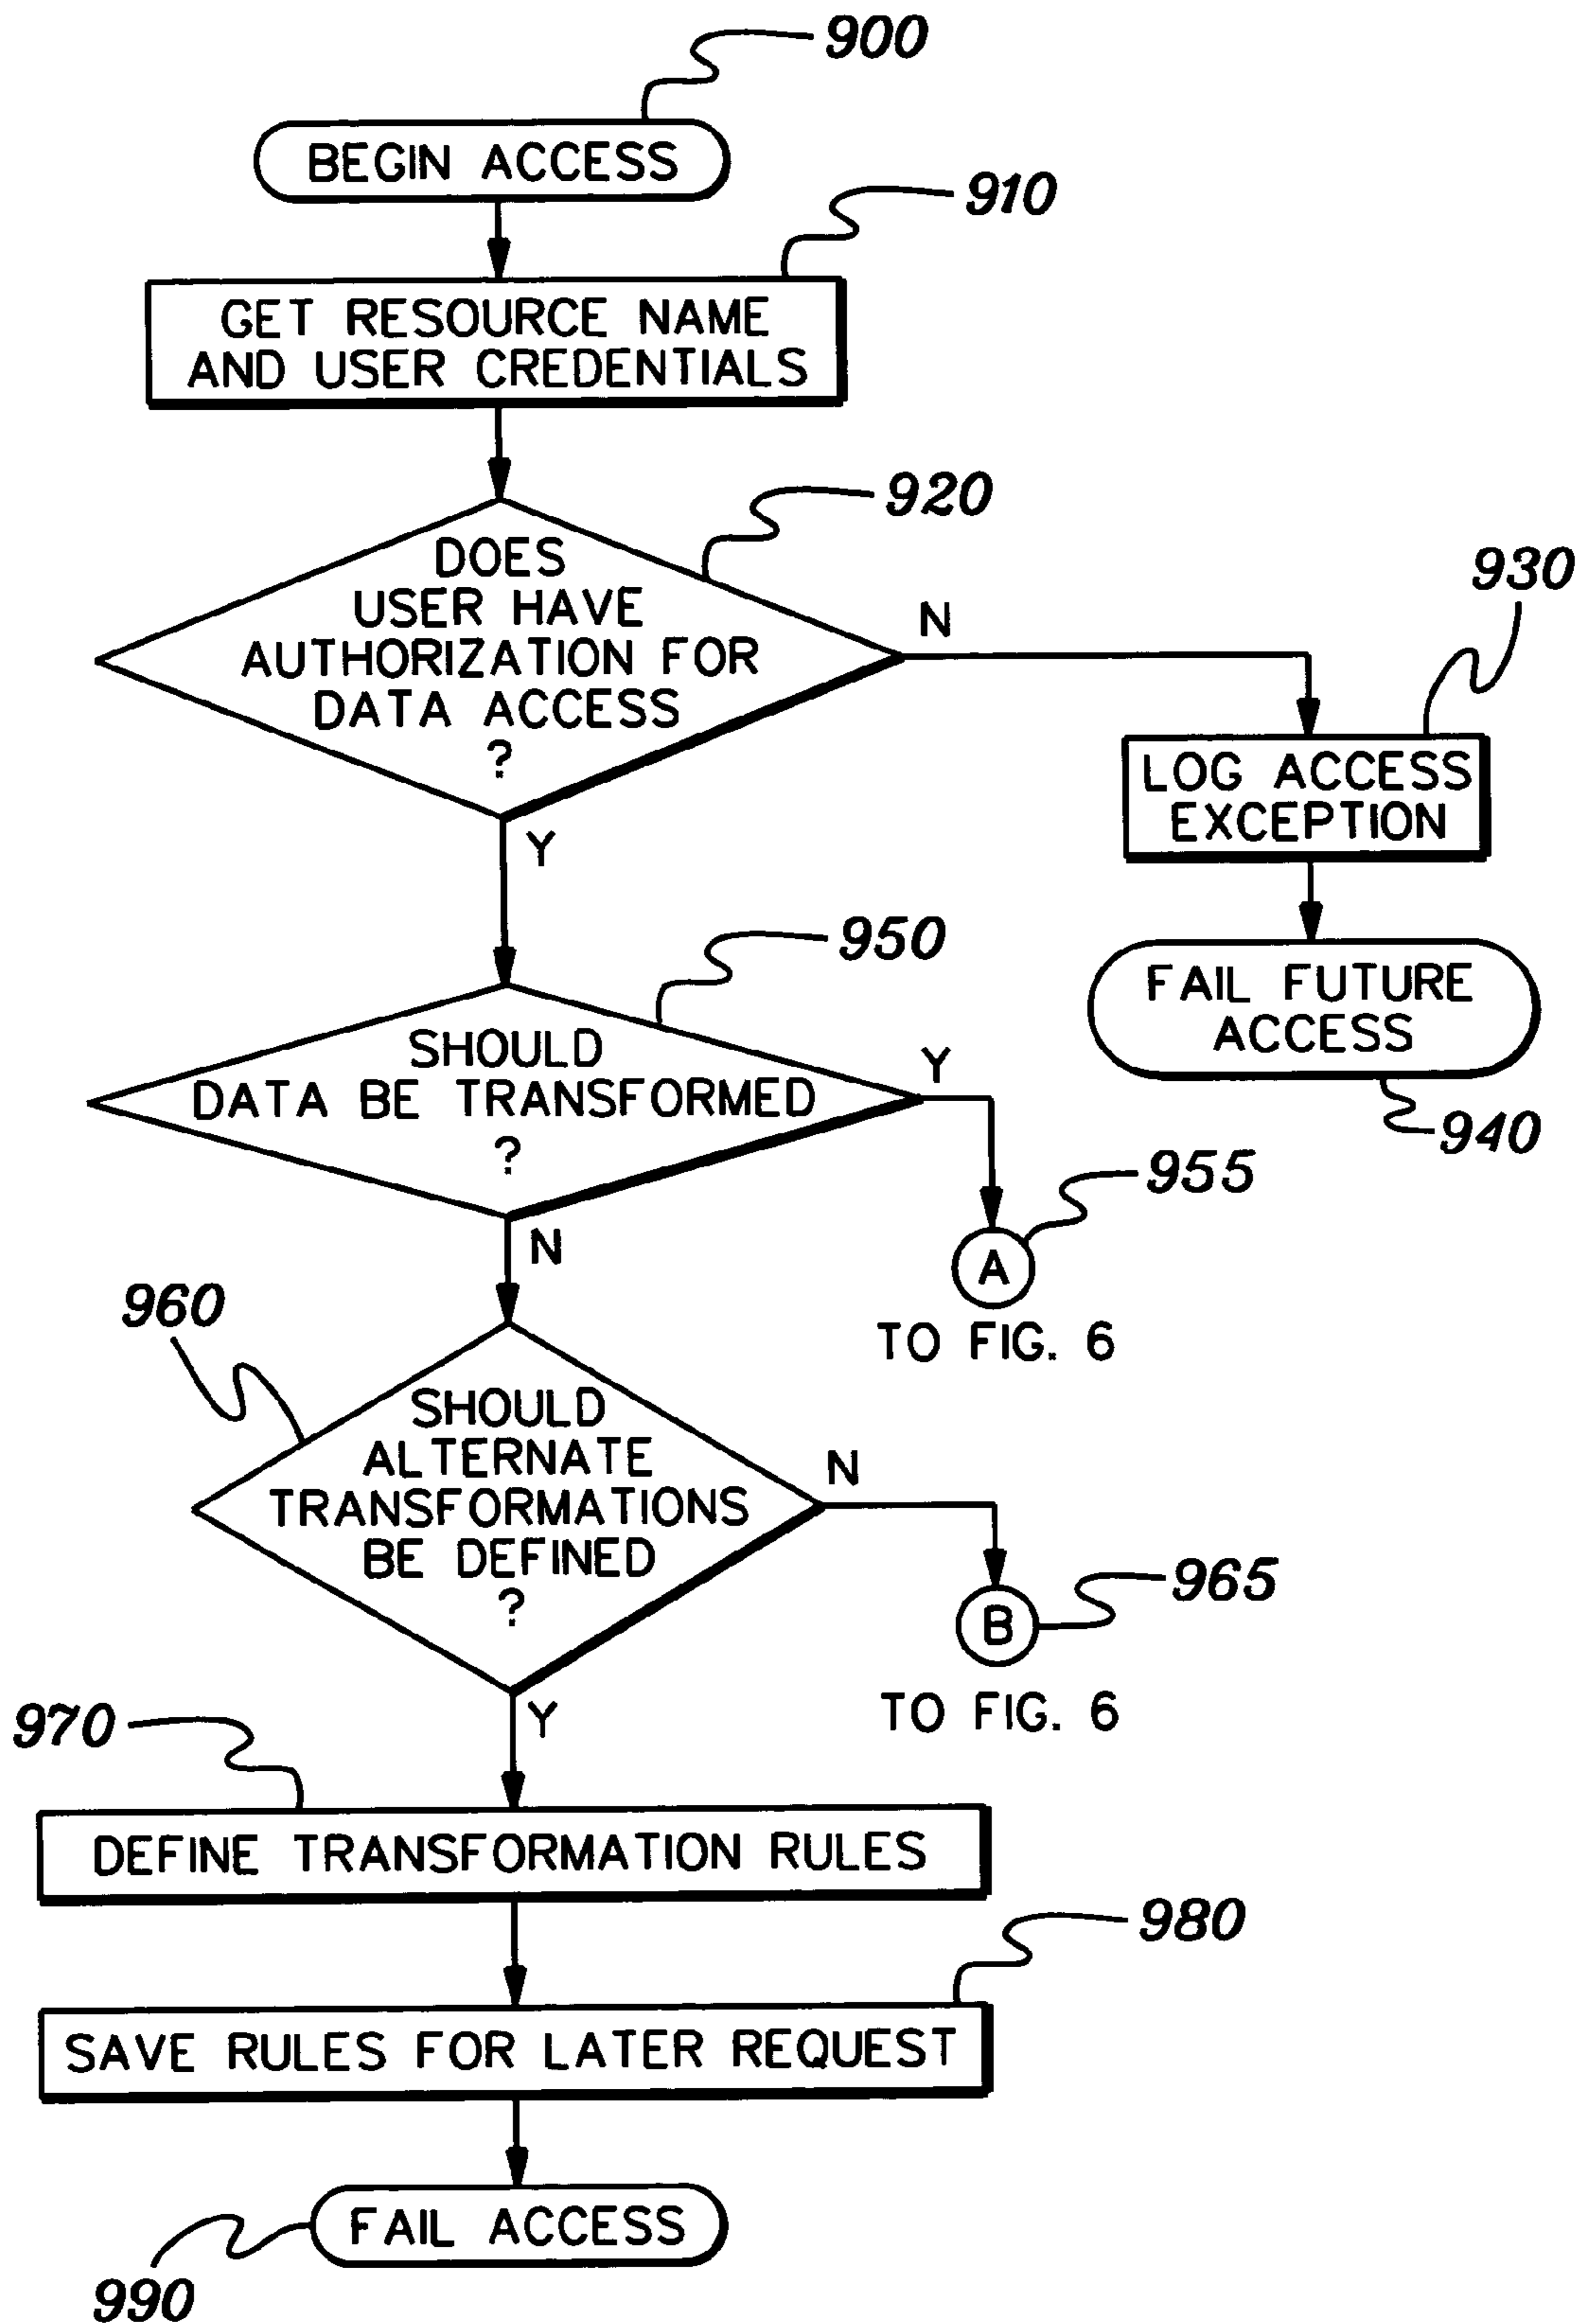 900
BEGIN ACCESS
910
GET RESOURCE NAME
AND USER CREDENTIALS
920
DOES
USER HAVE
AUTHORIZATION FOR
DATA ACCESS
?
N
Y
930
LOG ACCESS
EXCEPTION
FAIL FUTURE
ACCESS
940
950
SHOULD
DATA BE TRANSFORMED
?
Y
N
955
A
TO FIG. 6
960
SHOULD
ALTERNATE
TRANSFORMATIONS
BE DEFINED
?
N
Y
965
B
TO FIG. 6
970
DEFINE TRANSFORMATION RULES
980
SAVE RULES FOR LATER REQUEST
FAIL ACCESS
990